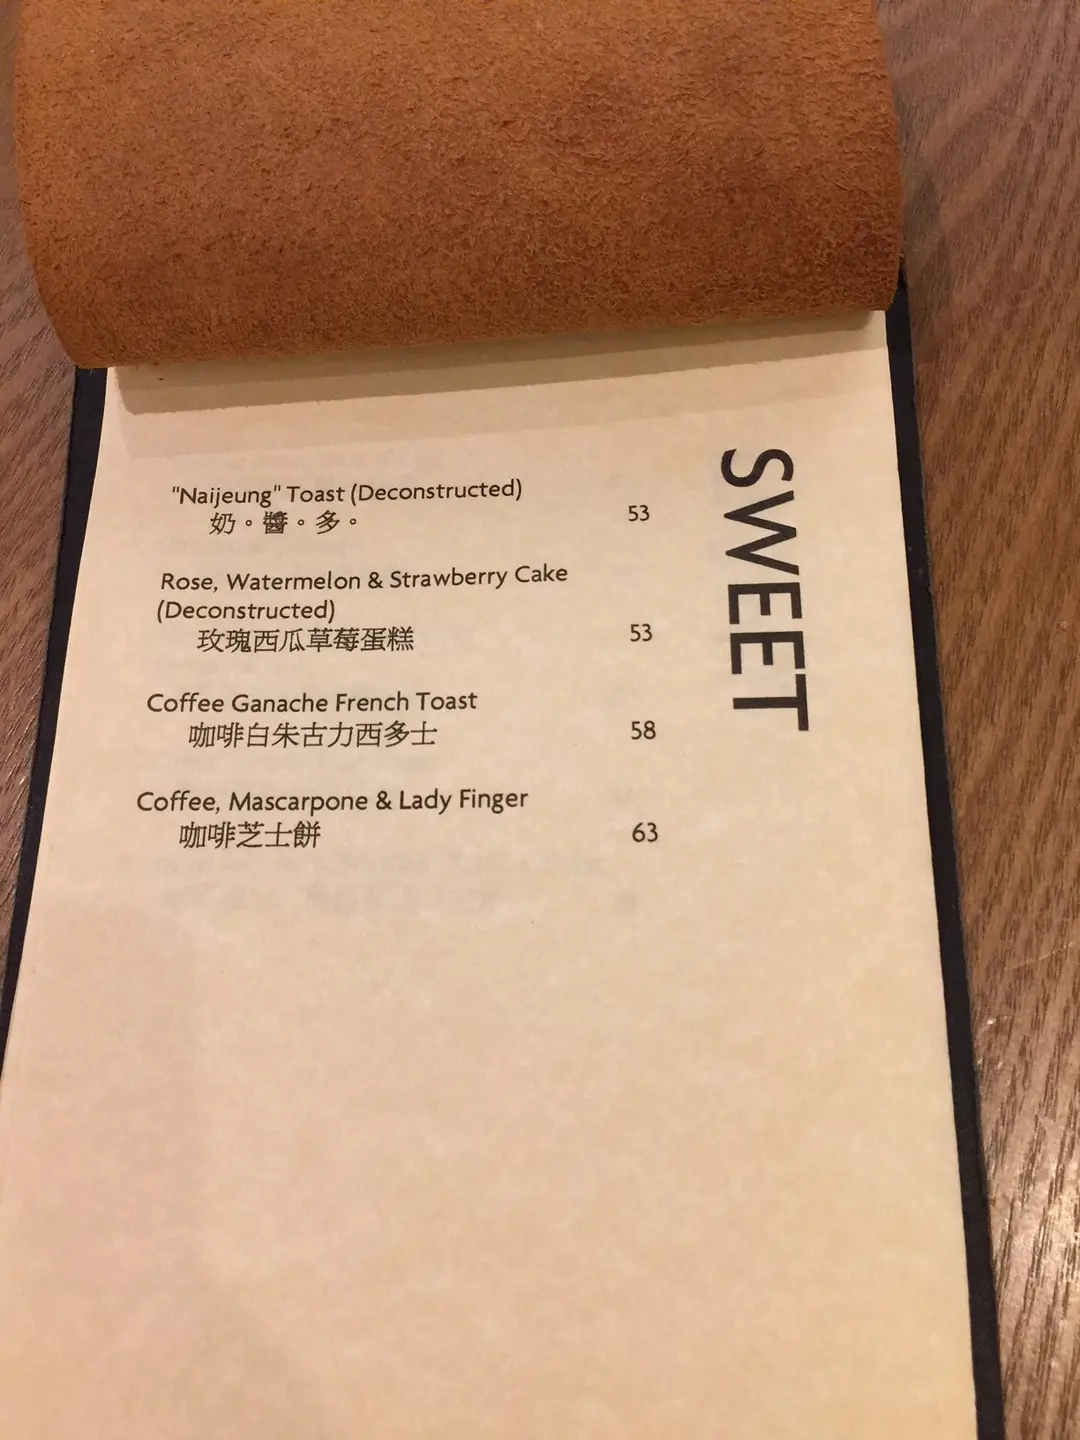 SWEET
"Naijeung" Toast (Deconstructed)
奶。醬。多。 53
Rose, Watermelon & Strawberry Cake
(Deconstructed)
玫瑰西瓜草莓蛋糕 53
Coffee Ganache French Toast
咖啡白朱古力西多士 58
Coffee, Mascarpone & Lady Finger
咖啡芝士餅 63